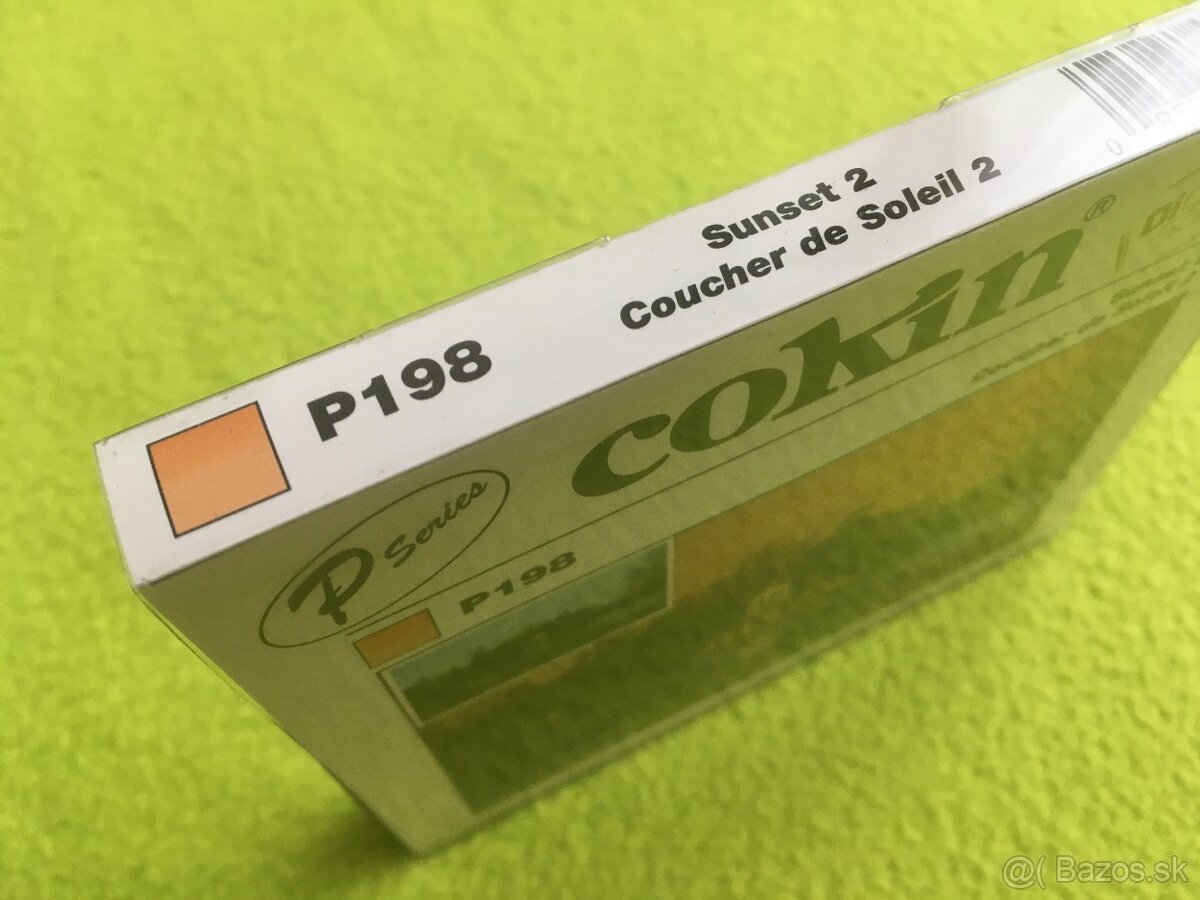 Sunset 2
Coucher de Soleil 2
P198
cokin®
P Series
P198
@( Bazos.sk